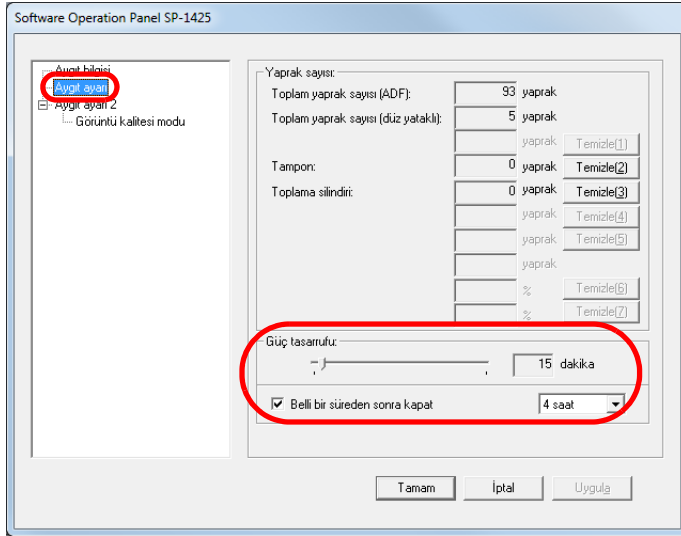 Software Operation Panel SP-1425
Aygıt bilgisi
Aygıt ayarı
Aygıt ayarı 2
Görüntü kalitesi modu
Yaprak sayısı:
Toplam yaprak sayısı (ADF): 93 yaprak
Toplam yaprak sayısı (düz yataklı): 5 yaprak
yaprak Temizle(1)
Tampon: 0 yaprak Temizle(2)
Toplama silindiri: 0 yaprak Temizle(3)
yaprak Temizle(4)
yaprak Temizle(5)
yaprak
% Temizle(6)
% Temizle(7)
Güç tasarrufu:
15 dakika
Belli bir süreden sonra kapat 4 saat
Tamam İptal Uygula